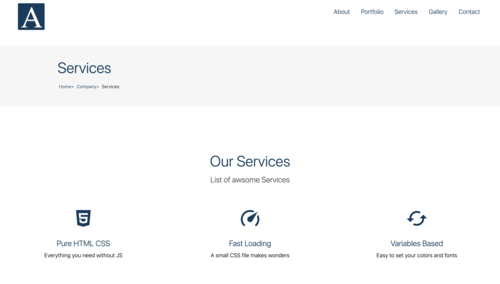 A
About Portfolio Services Gallery Contact
Services
Home> Company> Services
Our Services
List of awsome Services
Pure HTML CSS Fast Loading Variables Based
Everything you need without JS A small CSS file makes wonders Easy to set your colors and fonts